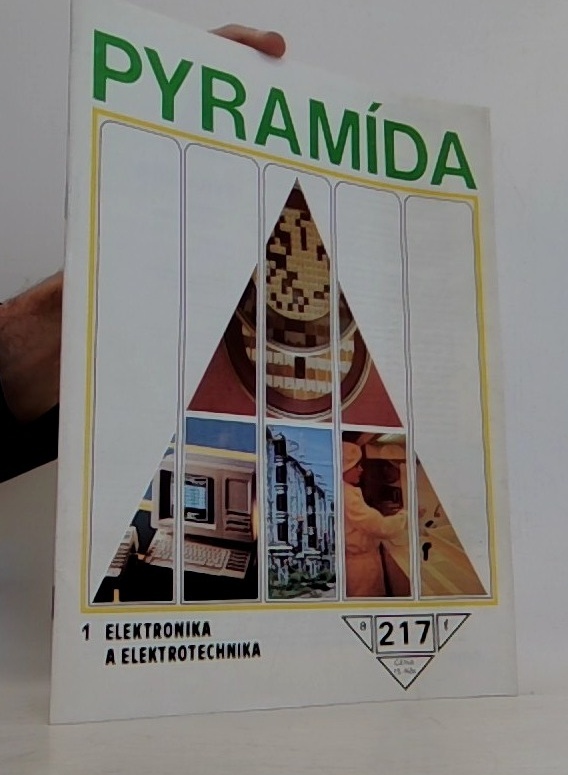 PYRAMÍDA
1 ELEKTRONIKA
A ELEKTROTECHNIKA
217